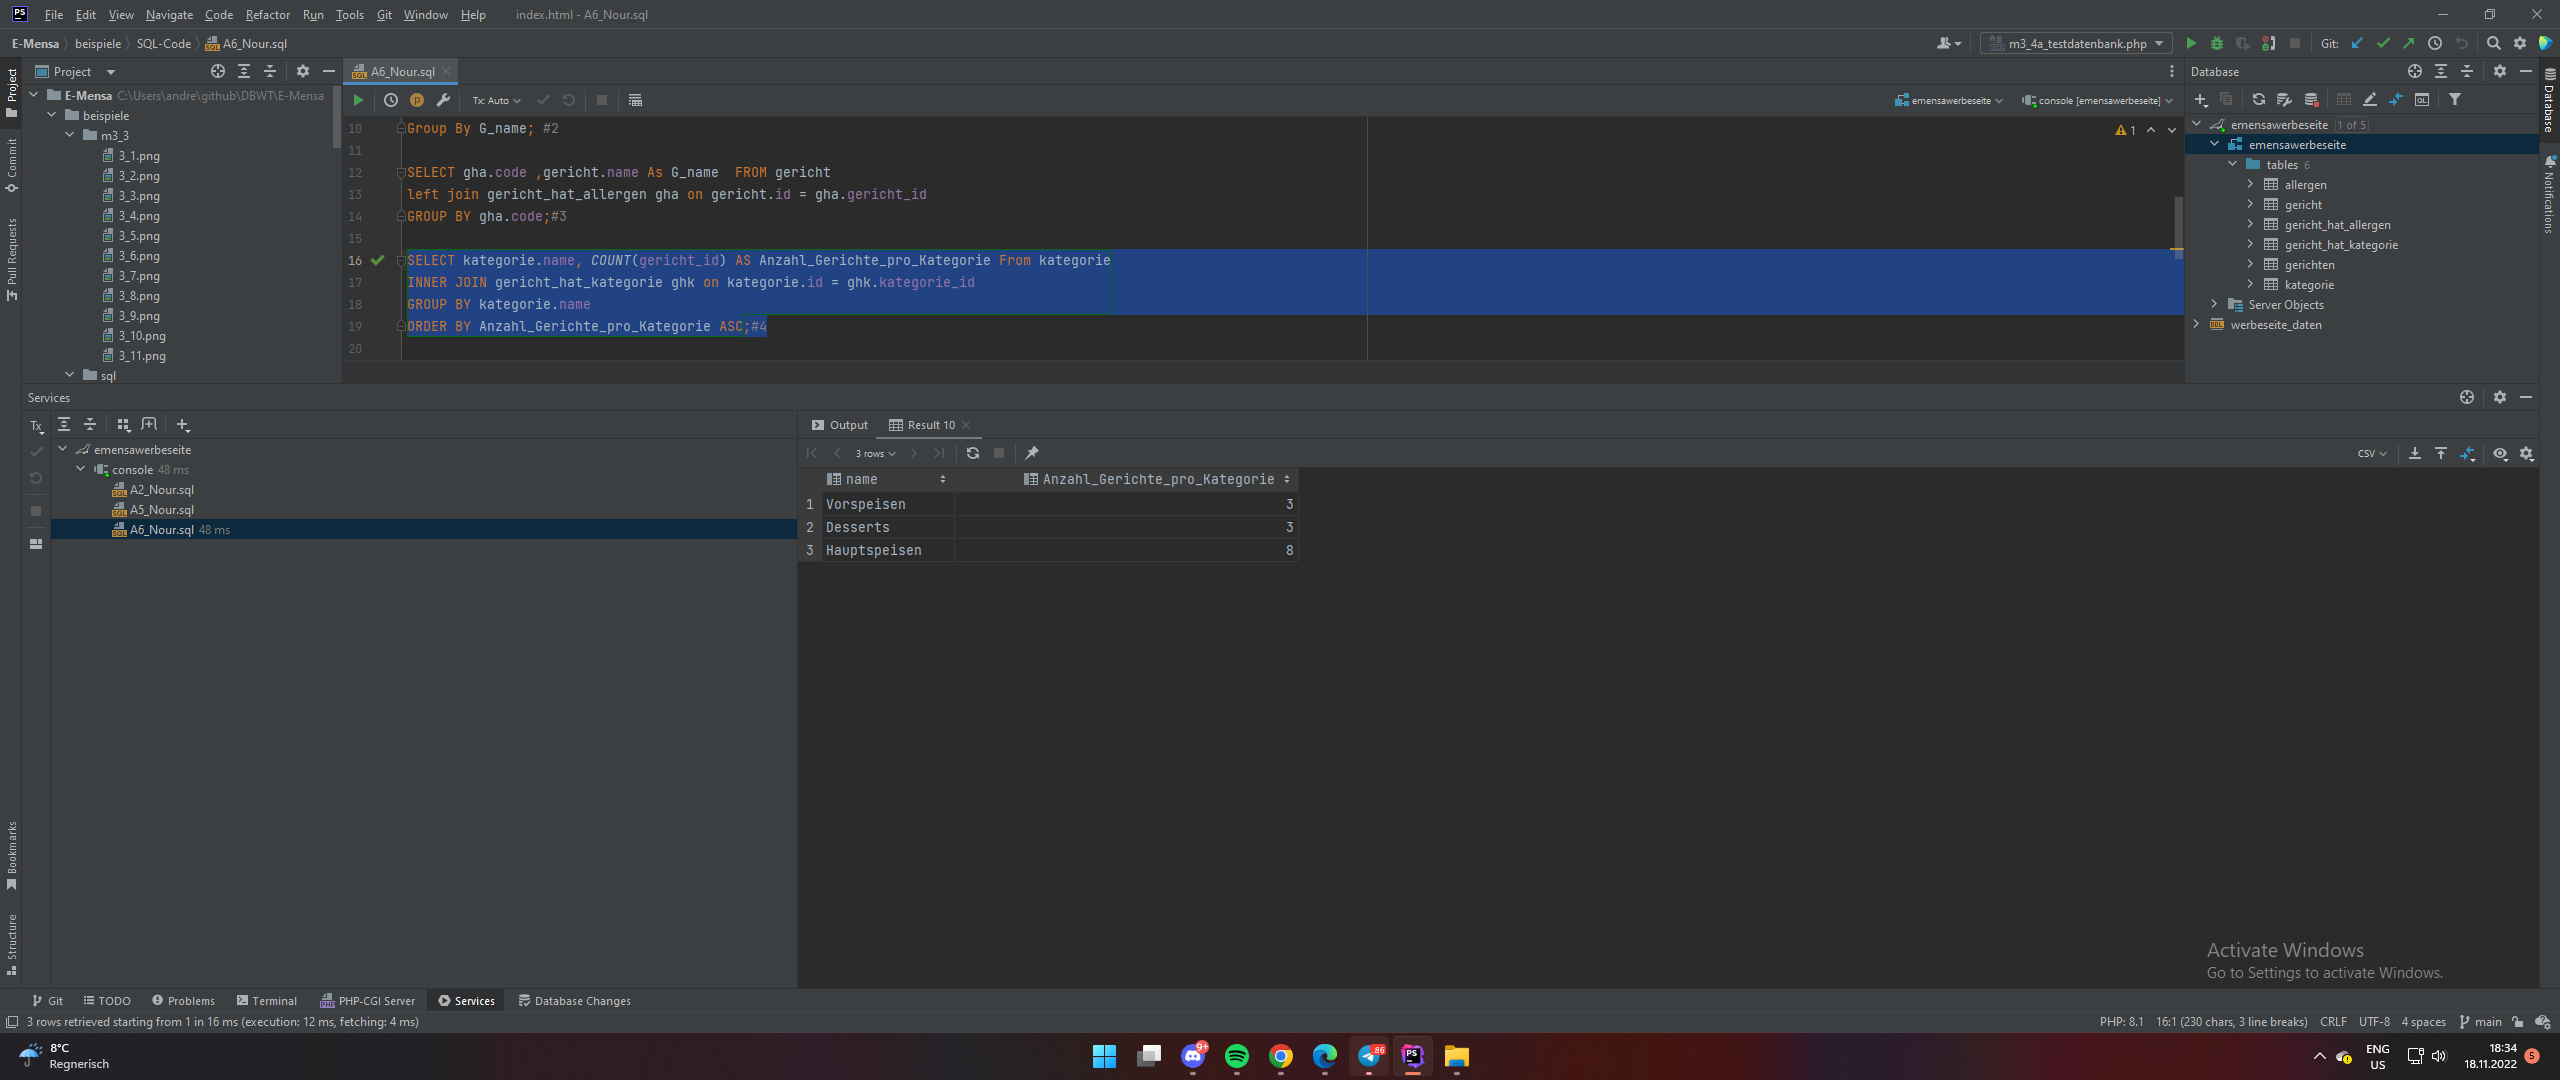 PS File Edit View Navigate Code Refactor Run Tools Git Window Help index.html - A6_Nour.sql
E-Mensa beispiele SQL-Code A6_Nour.sql m3_4a_testdatenbank.php Git:
Project
Commit
Pull Requests
Bookmarks
Structure
Project
E-Mensa C:\Users\andre\github\DBWT\E-Mensa
beispiele
m3_3
3_1.png
3_2.png
3_3.png
3_4.png
3_5.png
3_6.png
3_7.png
3_8.png
3_9.png
3_10.png
3_11.png
sql
A6_Nour.sql
Tx: Auto emensawerbeseite console [emensawerbeseite]
1
10 Group By G_name; #2
11
12 SELECT gha.code ,gericht.name As G_name  FROM gericht
13 left join gericht_hat_allergen gha on gericht.id = gha.gericht_id
14 GROUP BY gha.code;#3
15
16 SELECT kategorie.name, COUNT(gericht_id) AS Anzahl_Gerichte_pro_Kategorie From kategorie
17 INNER JOIN gericht_hat_kategorie ghk on kategorie.id = ghk.kategorie_id
18 GROUP BY kategorie.name
19 ORDER BY Anzahl_Gerichte_pro_Kategorie ASC;#4
20
Database
emensawerbeseite 1 of 5
emensawerbeseite
tables 6
allergen
gericht
gericht_hat_allergen
gericht_hat_kategorie
gerichten
kategorie
Server Objects
werbeseite_daten
Database
Notifications
Services
Tx
emensawerbeseite
console 48 ms
A2_Nour.sql
A5_Nour.sql
A6_Nour.sql 48 ms
Output Result 10
3 rows CSV
name Anzahl_Gerichte_pro_Kategorie
1 Vorspeisen 3
2 Desserts 3
3 Hauptspeisen 8
Activate Windows
Go to Settings to activate Windows.
Git TODO Problems Terminal PHP-CGI Server Services Database Changes
3 rows retrieved starting from 1 in 16 ms (execution: 12 ms, fetching: 4 ms) PHP: 8.1 16:1 (230 chars, 3 line breaks) CRLF UTF-8 4 spaces main
8°C
Regnerisch
9+
86
PS
ENG
US
18:34
18.11.2022
5